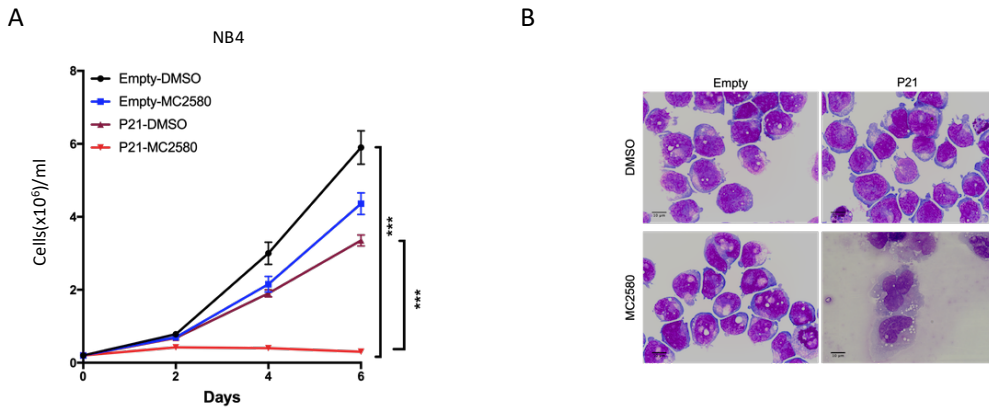 A
NB4
Cells(x10⁶)/ml
8
6
4
2
0
0
2
4
6
Days
Empty-DMSO
Empty-MC2580
P21-DMSO
P21-MC2580
***
***
B
Empty
P21
DMSO
MC2580